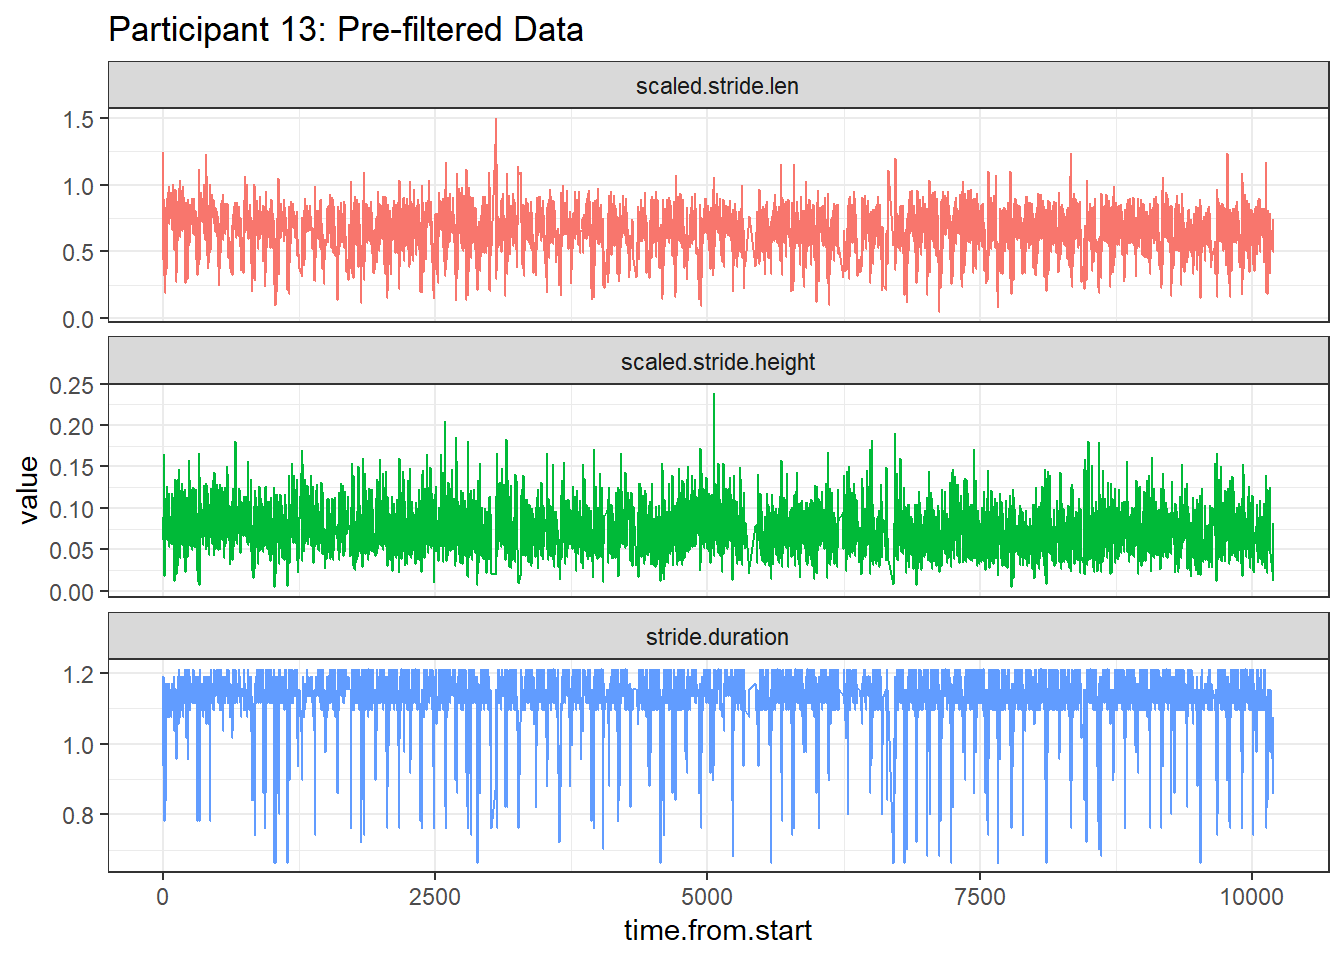 Participant 13: Pre-filtered Data
scaled.stride.len
1.5
1.0
0.5
0.0
scaled.stride.height
0.25
0.20
0.15
0.10
0.05
0.00
value
stride.duration
1.2
1.0
0.8
0 2500 5000 7500 10000
time.from.start